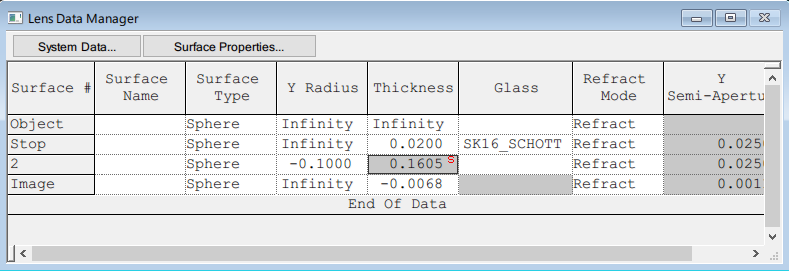 Lens Data Manager
System Data... Surface Properties...
Surface # Surface Name Surface Type Y Radius Thickness Glass Refract Mode Y Semi-Apertu
Object Sphere Infinity Infinity Refract
Stop Sphere Infinity 0.0200 SK16_SCHOTT Refract 0.025
2 Sphere -0.1000 0.1605 S Refract 0.025
Image Sphere Infinity -0.0068 Refract 0.001
End Of Data